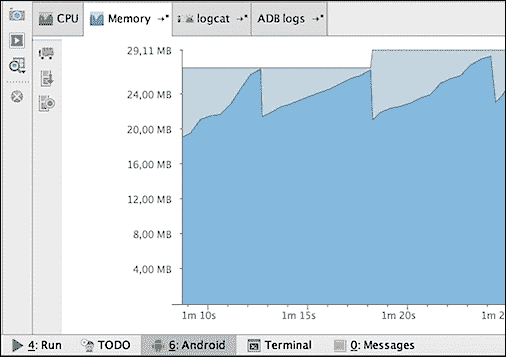 CPU Memory →* logcat →* ADB logs →*
29,11 MB
24,00 MB
20,00 MB
16,00 MB
12,00 MB
8,00 MB
4,00 MB
1m 10s 1m 15s 1m 20s 1m 2
4: Run TODO 6: Android Terminal 0: Messages